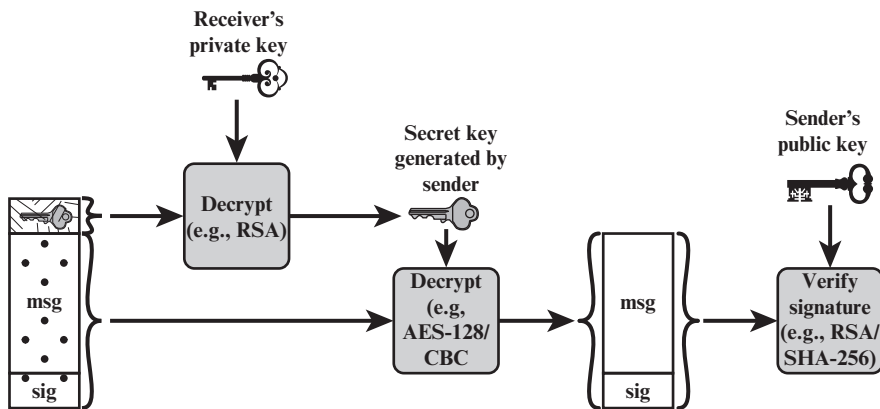 Receiver's
private key
Secret key
generated by
sender
Sender's
public key
Decrypt
(e.g., RSA)
msg
sig
Decrypt
(e.g,
AES-128/
CBC
msg
sig
Verify
signature
(e.g., RSA/
SHA-256)